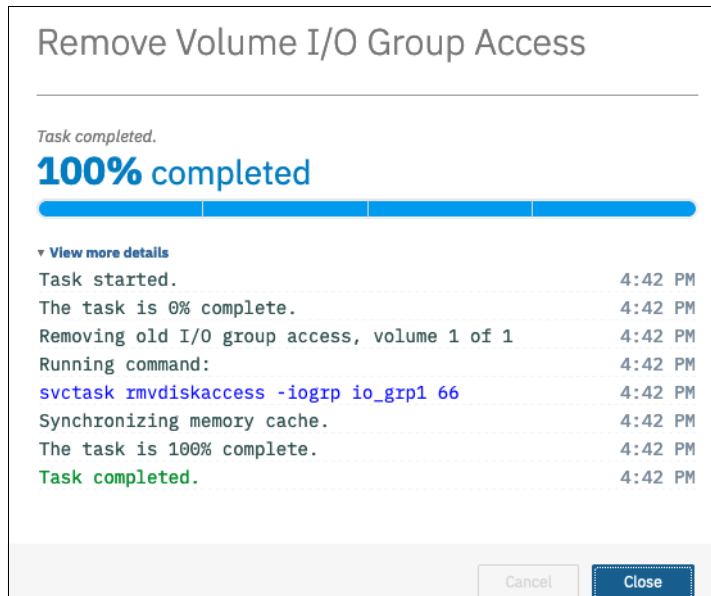 Remove Volume I/O Group Access
Task completed.
100% completed
View more details
Task started. 4:42 PM
The task is 0% complete. 4:42 PM
Removing old I/O group access, volume 1 of 1 4:42 PM
Running command: 4:42 PM
svctask rmvdiskaccess -iogrp io_grp1 66 4:42 PM
Synchronizing memory cache. 4:42 PM
The task is 100% complete. 4:42 PM
Task completed. 4:42 PM
Cancel Close